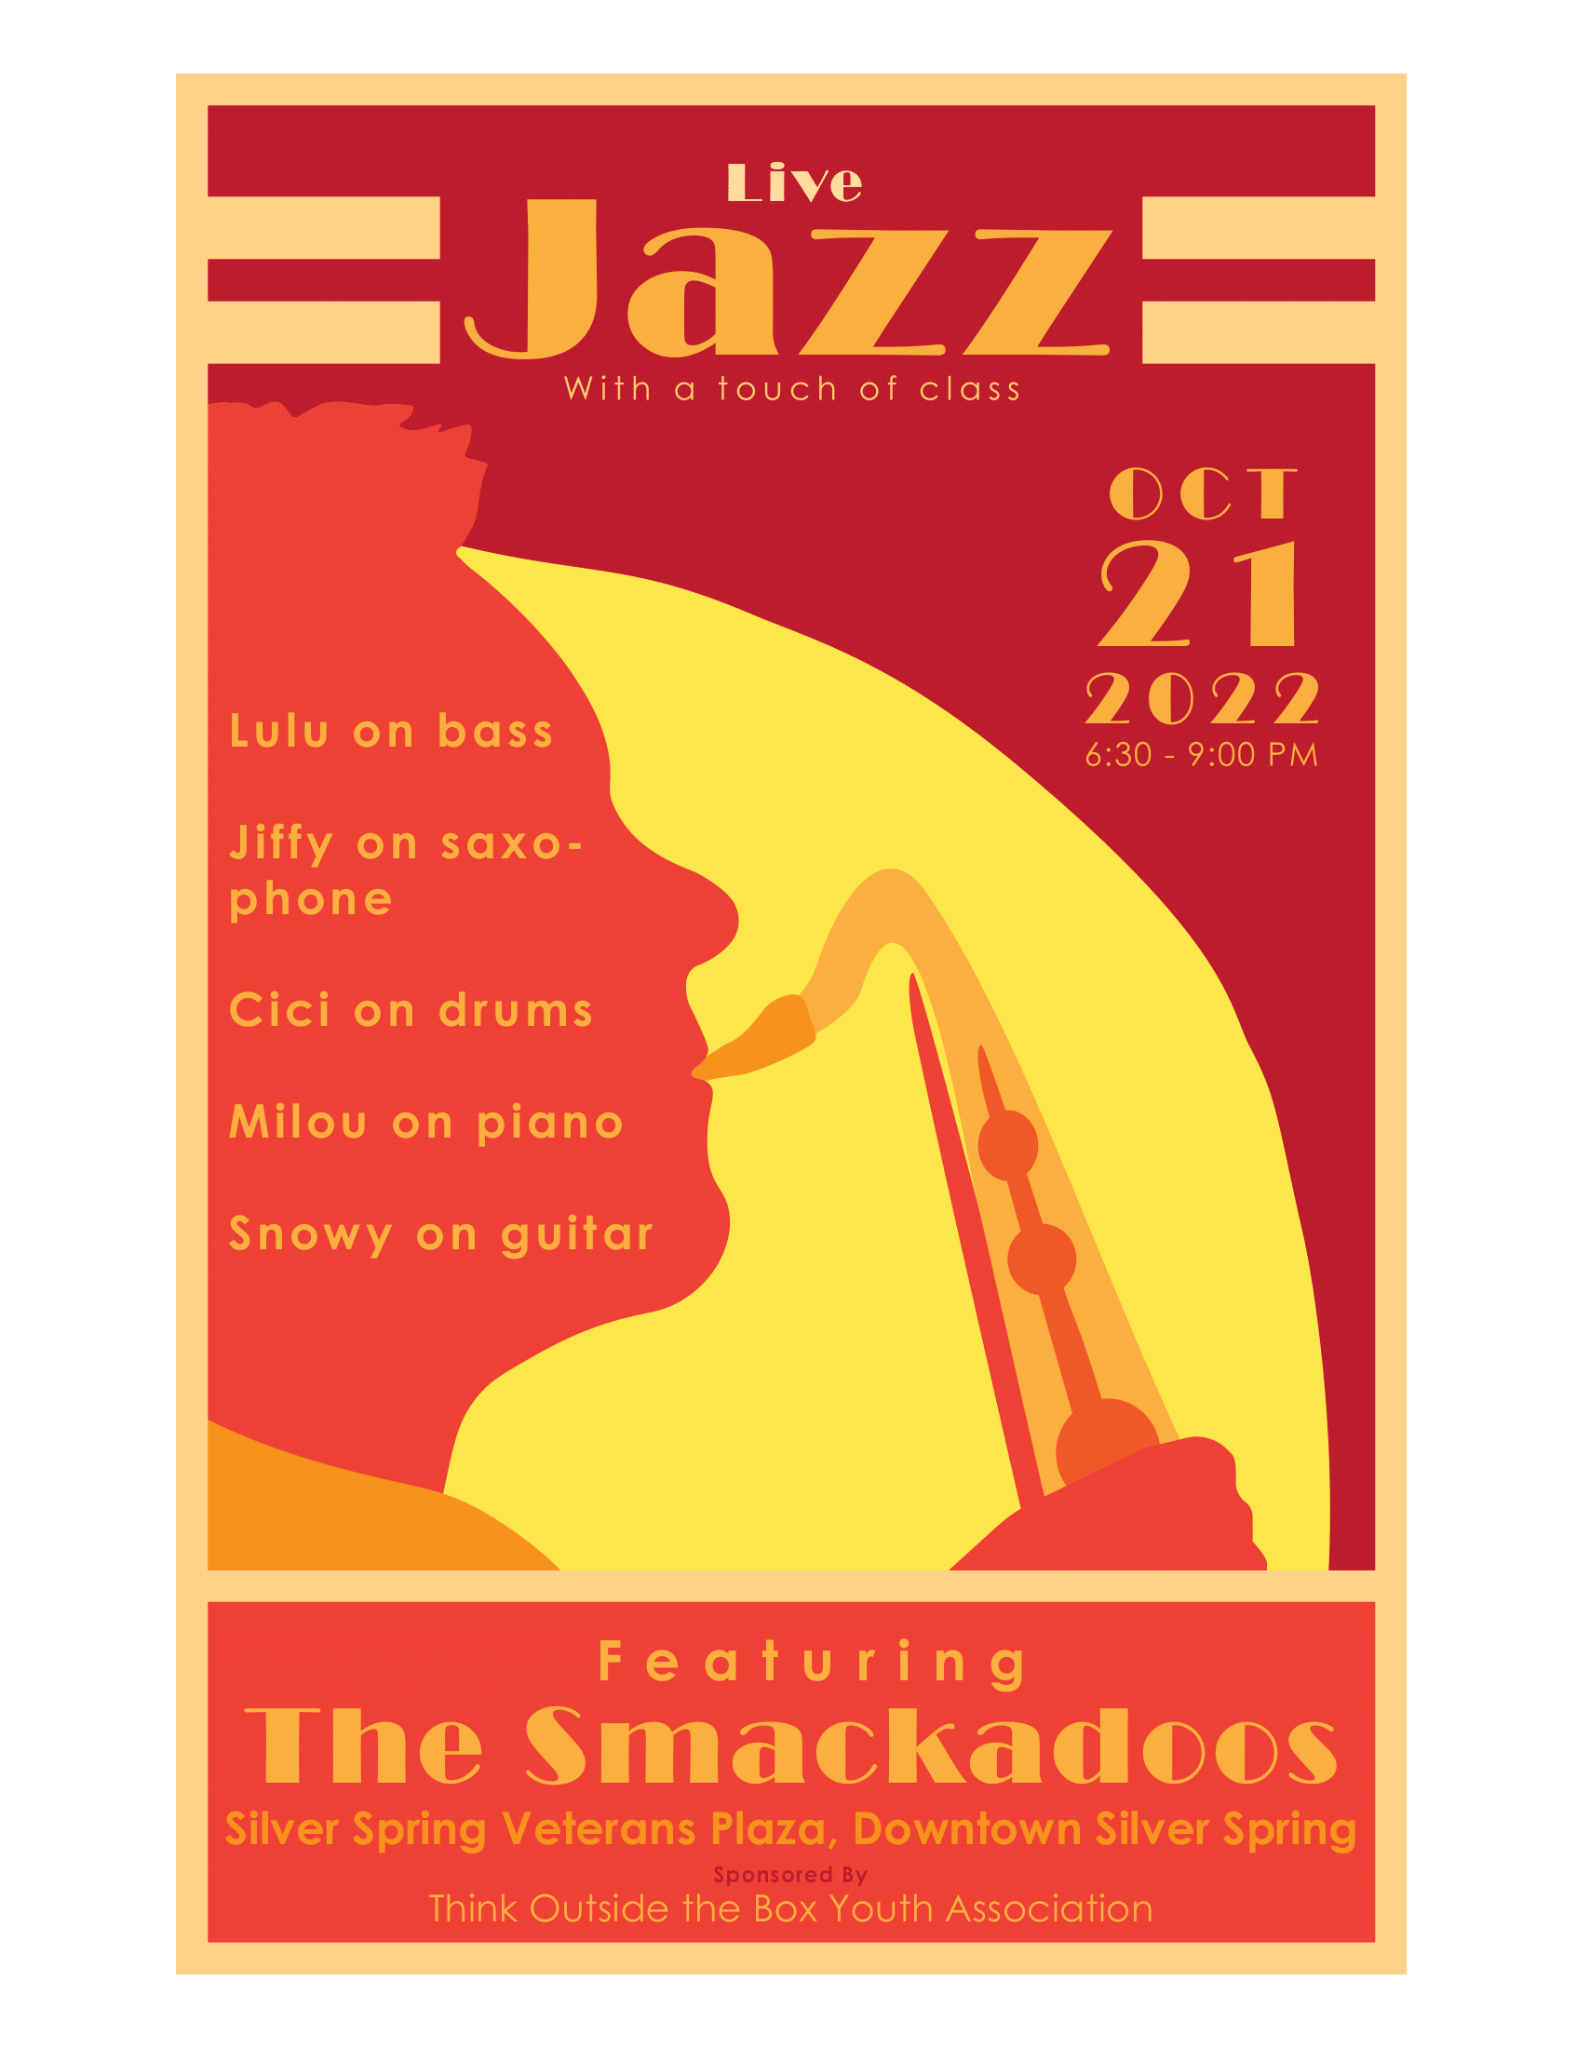 Live
Jazz
With a touch of class
OCT
21
2022
6:30 - 9:00 PM
Lulu on bass
Jiffy on saxo-
phone
Cici on drums
Milou on piano
Snowy on guitar
Featuring
The Smackadoos
Silver Spring Veterans Plaza, Downtown Silver Spring
Sponsored By
Think Outside the Box Youth Association